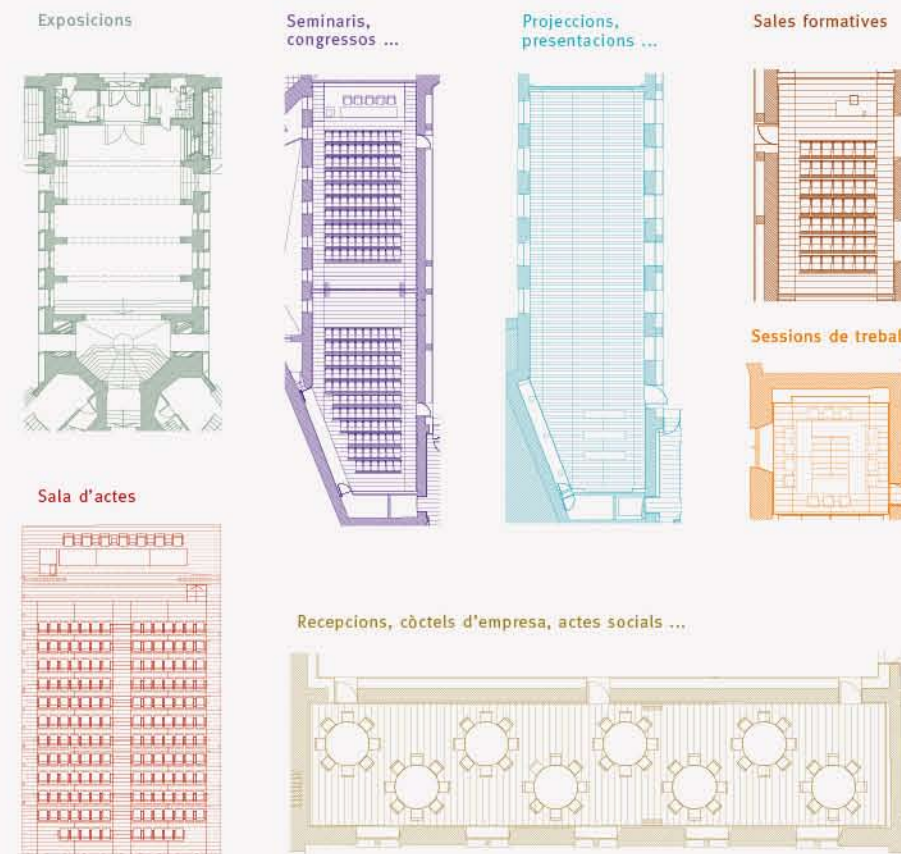 Exposicions
Seminaris,
congressos ...
Projeccions,
presentacions ...
Sales formatives
Sessions de trebal
Sala d'actes
Recepcions, còctels d'empresa, actes socials ...